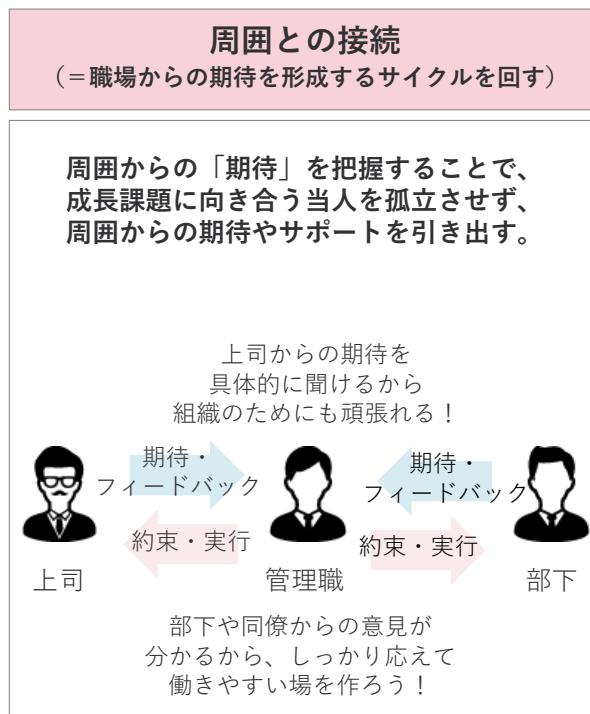 周囲との接続
（＝職場からの期待を形成するサイクルを回す）
周囲からの「期待」を把握することで、
成長課題に向き合う当人を孤立させず、
周囲からの期待やサポートを引き出す。
上司からの期待を
具体的に聞けるから
組織のためにも頑張れる！
期待・
フィードバック
約束・実行
期待・
フィードバック
約束・実行
上司
管理職
部下
部下や同僚からの意見が
分かるから、しっかり応えて
働きやすい場を作ろう！